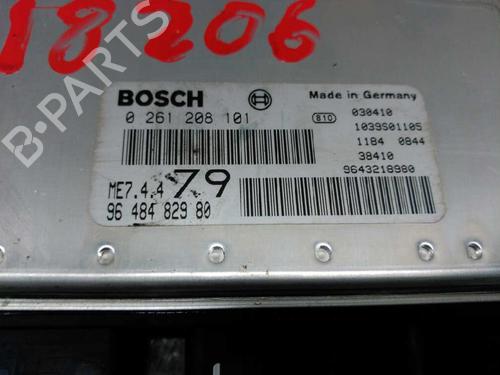 18206
BOSCH
Made in Germany
0 261 208 101
810
030410
1039S01105
1184 0844
38410
9643218980
ME7.4.4 79
96 484 829 80
B-PARTS